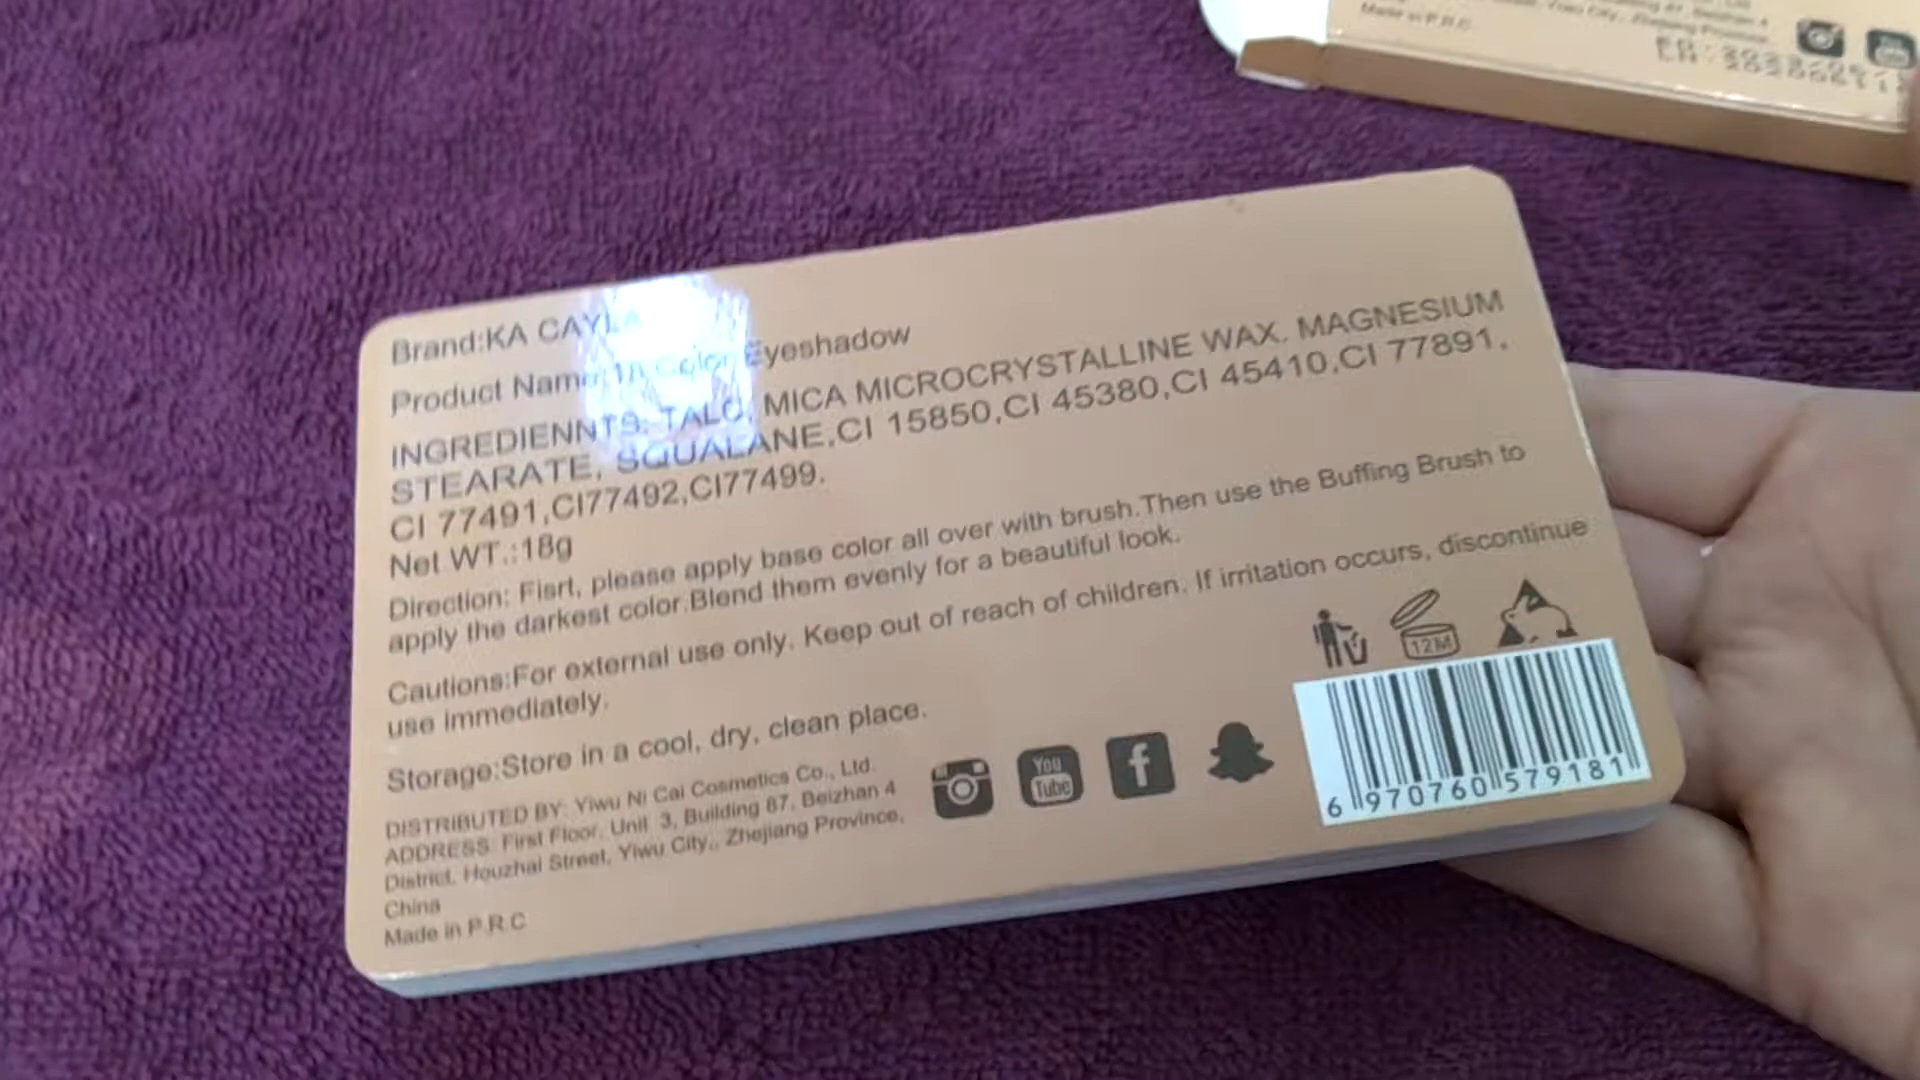 Made in P.R.C
Brand:KA CAYLA
Product Name:18 Color Eyeshadow
INGREDIENNTS: TALC, MICA MICROCRYSTALLINE WAX, MAGNESIUM
STEARATE, SQUALANE,CI 15850,CI 45380,CI 45410,CI 77891,
CI 77491,CI77492,CI77499.
Net WT.:18g
Direction: Fisrt, please apply base color all over with brush.Then use the Buffing Brush to
apply the darkest color.Blend them evenly for a beautiful look.
Cautions:For external use only. Keep out of reach of children. If irritation occurs, discontinue
use immediately.
Storage:Store in a cool, dry, clean place.
DISTRIBUTED BY: Yiwu Ni Cai Cosmetics Co., Ltd.
ADDRESS: First Floor, Unit 3, Building 87, Beizhan 4
District, Houzhai Street, Yiwu City,, Zhejiang Province,
China
Made in P.R.C
You
Tube
f
12M
6 970760 579181